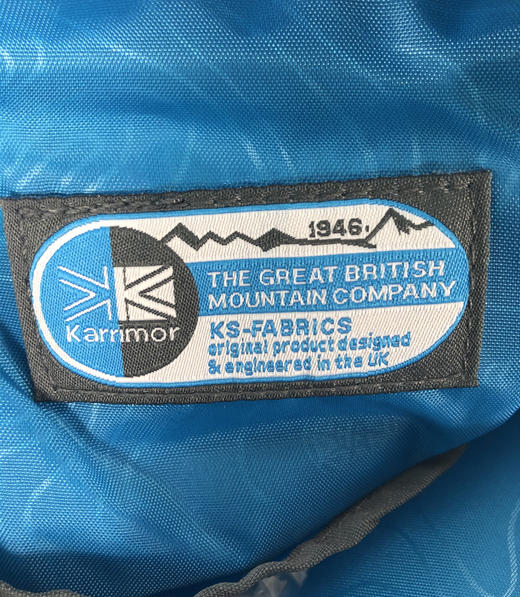 1946.
THE GREAT BRITISH
MOUNTAIN COMPANY
Karrimor
KS-FABRICS
original product designed
& engineered in the UK